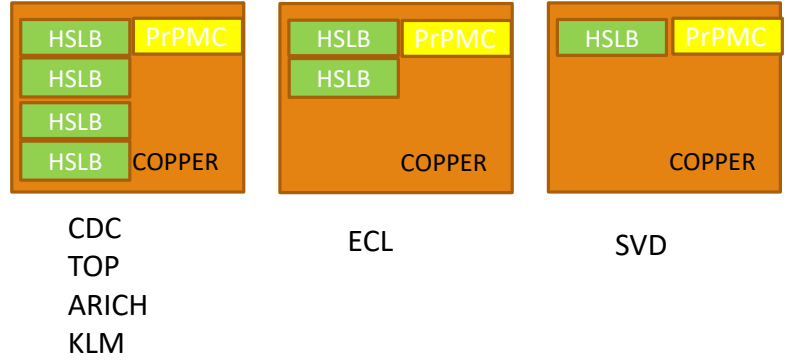 HSLB PrPMC
HSLB
HSLB
HSLB COPPER
CDC
TOP
ARICH
KLM
HSLB PrPMC
HSLB
COPPER
ECL
HSLB PrPMC
COPPER
SVD